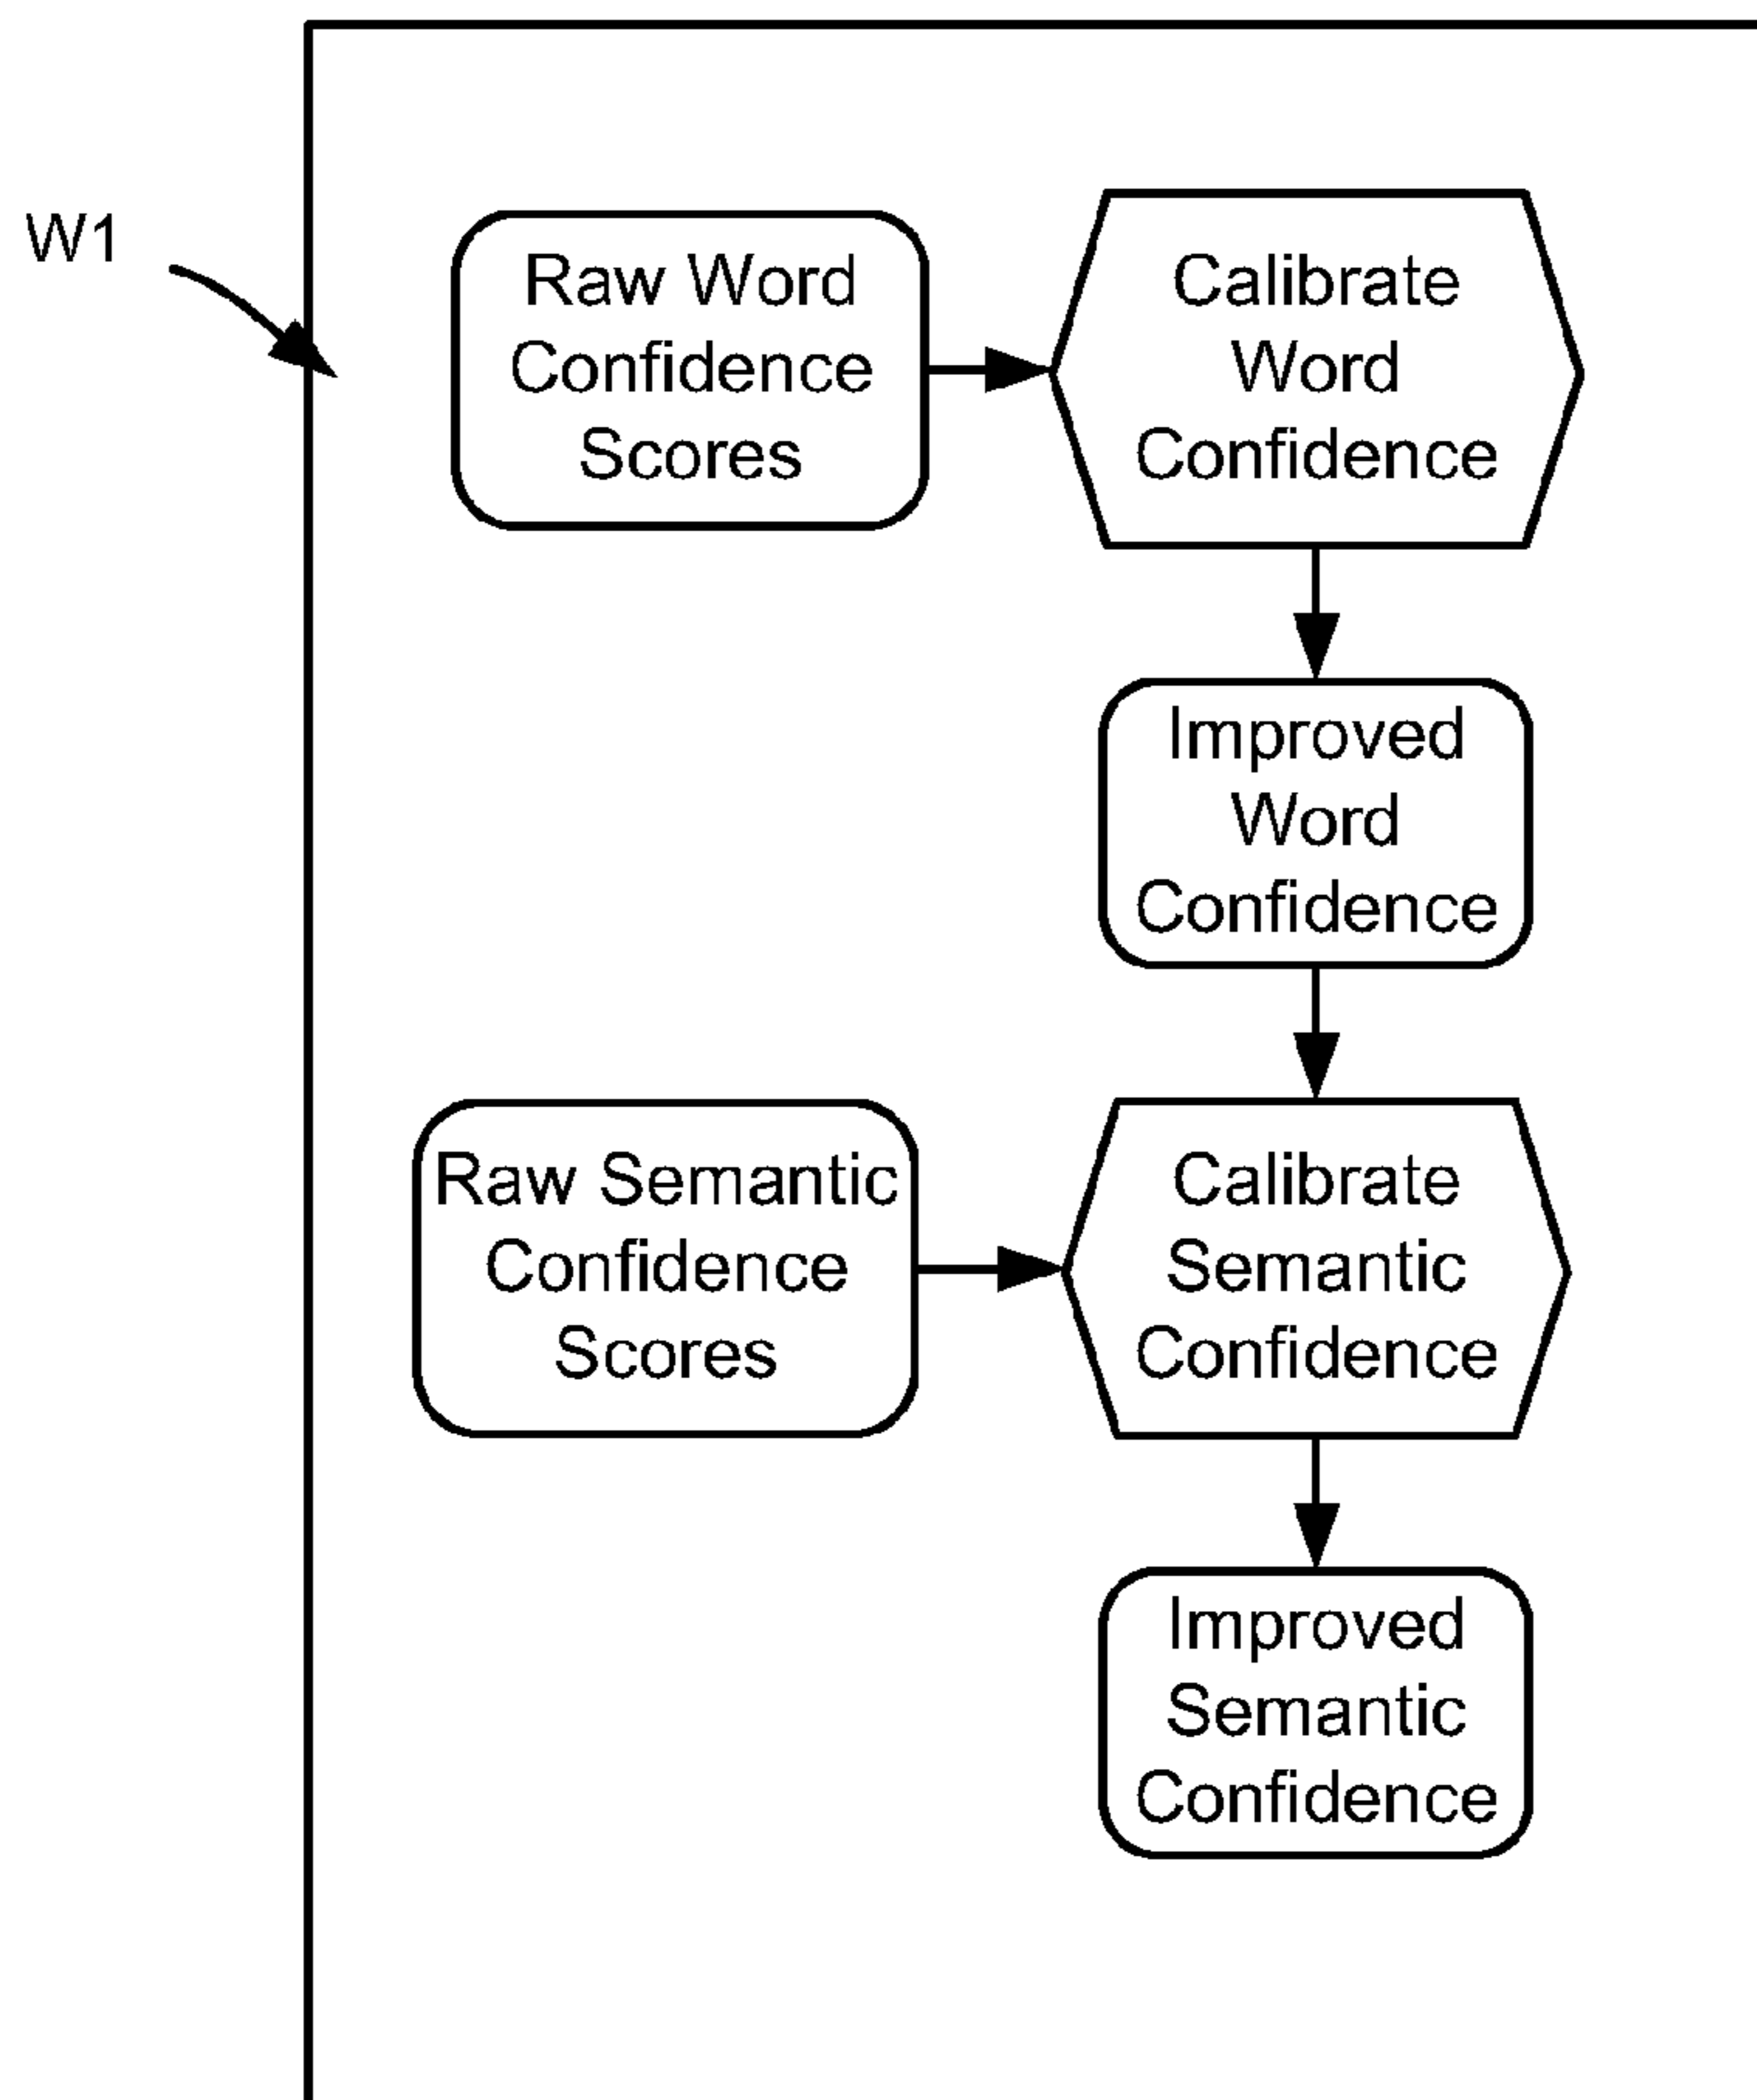 W1
Raw Word
Confidence
Scores
Calibrate
Word
Confidence
Improved
Word
Confidence
Raw Semantic
Confidence
Scores
Calibrate
Semantic
Confidence
Improved
Semantic
Confidence